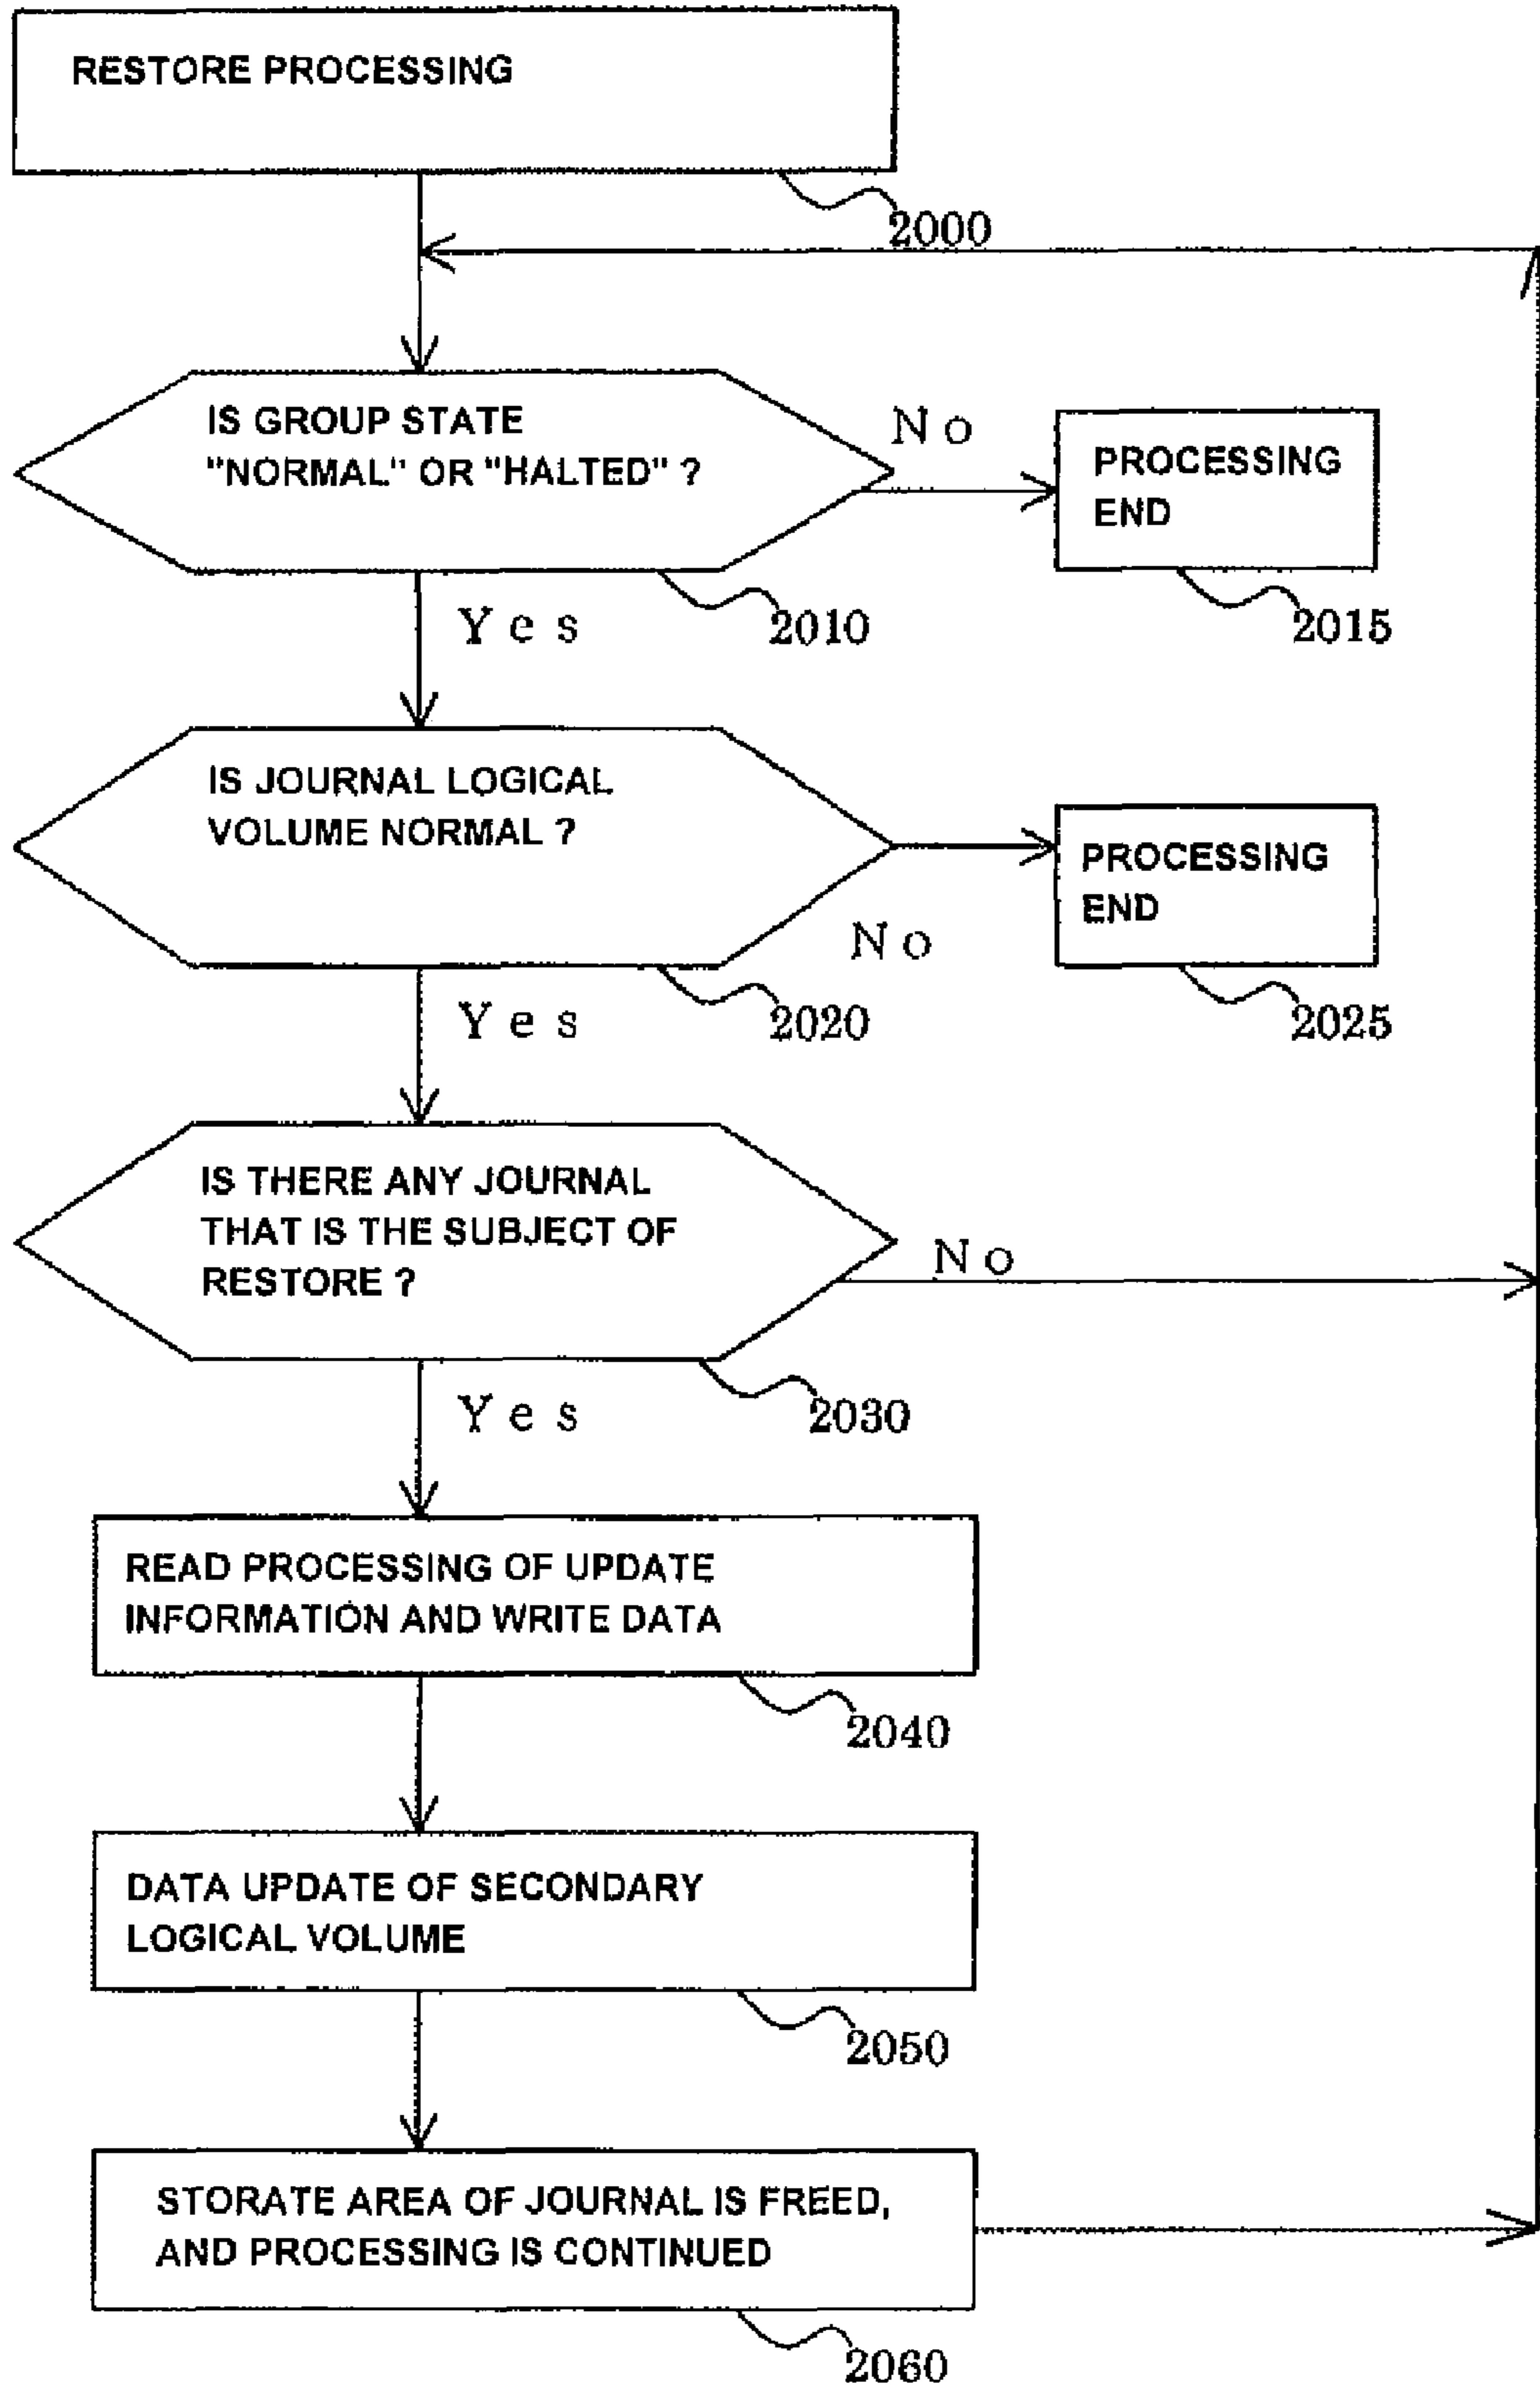 RESTORE PROCESSING
2000
IS GROUP STATE
"NORMAL" OR "HALTED" ?
No
PROCESSING
END
Yes
2010
2015
IS JOURNAL LOGICAL
VOLUME NORMAL ?
PROCESSING
END
No
Yes
2020
2025
IS THERE ANY JOURNAL
THAT IS THE SUBJECT OF
RESTORE ?
No
Yes
2030
READ PROCESSING OF UPDATE
INFORMATION AND WRITE DATA
2040
DATA UPDATE OF SECONDARY
LOGICAL VOLUME
2050
STORATE AREA OF JOURNAL IS FREED,
AND PROCESSING IS CONTINUED
2060